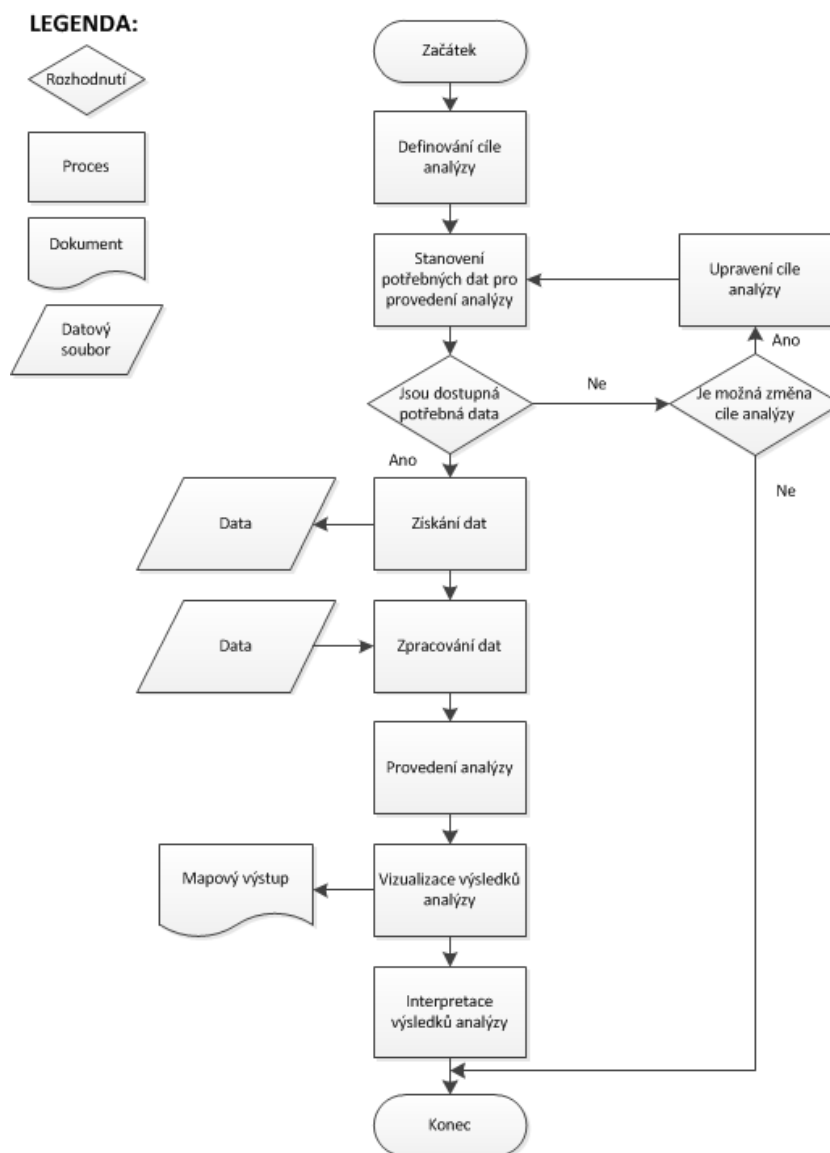 LEGENDA:
Rozhodnutí
Proces
Dokument
Datový
soubor
Začátek
Definování cíle
analýzy
Stanovení
potřebných dat pro
provedení analýzy
Upravení cíle
analýzy
Ano
Jsou dostupná
potřebná data
Ne
Je možná změna
cíle analýzy
Ano
Ne
Data
Získání dat
Data
Zpracování dat
Provedení analýzy
Mapový výstup
Vizualizace výsledků
analýzy
Interpretace
výsledků analýzy
Konec